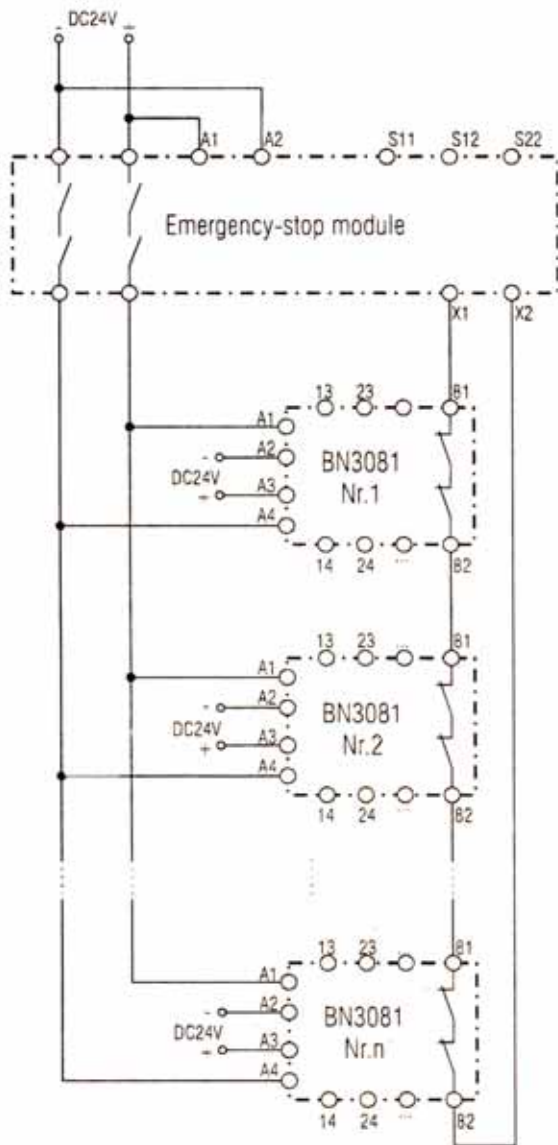 - DC24V +
A1 A2 S11 S12 S22
Emergency-stop module
X1 X2
13 23 ... B1
A1
A2 -
A3 DC24V +
A4
BN3081
Nr.1
14 24 ... B2
13 23 ... B1
A1
A2 -
A3 DC24V +
A4
BN3081
Nr.2
14 24 ... B2
13 23 ... B1
A1
A2 -
A3 DC24V +
A4
BN3081
Nr.n
14 24 ... B2